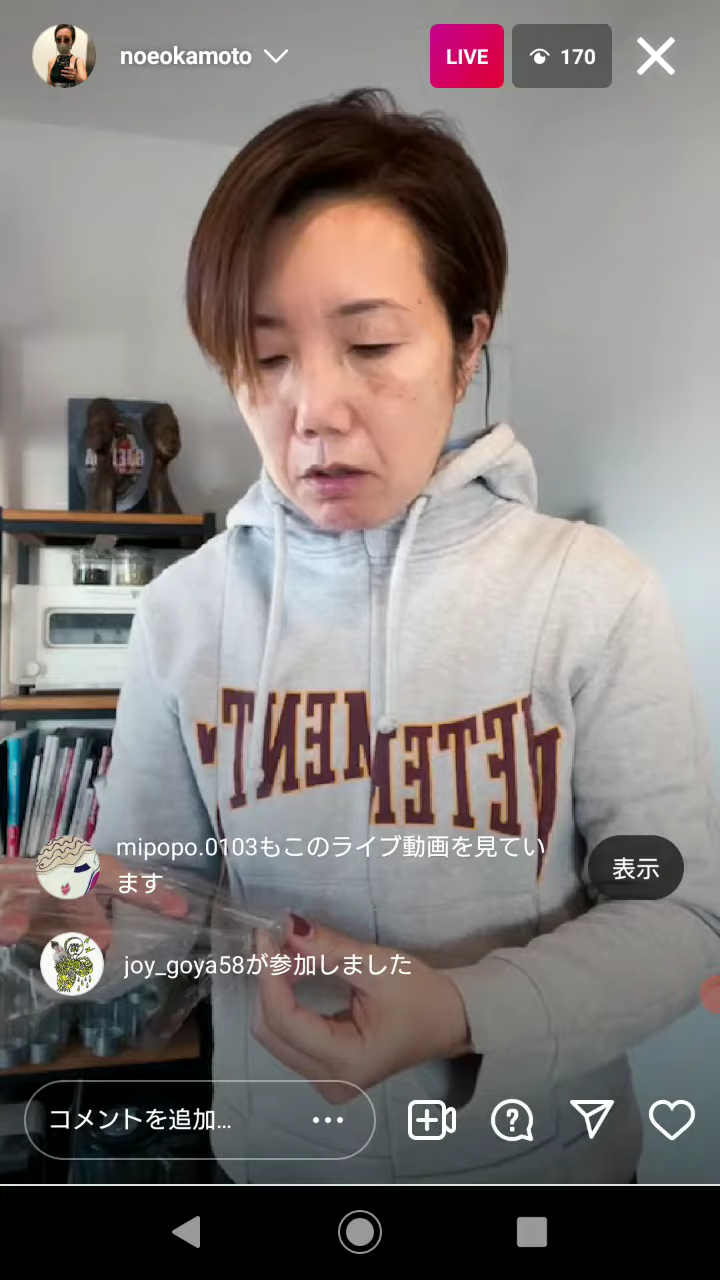 noeokamoto
LIVE
170
VETEMENTS
mipopo.0103もこのライブ動画を見てい
ます
表示
joy_goya58が参加しました
コメントを追加...